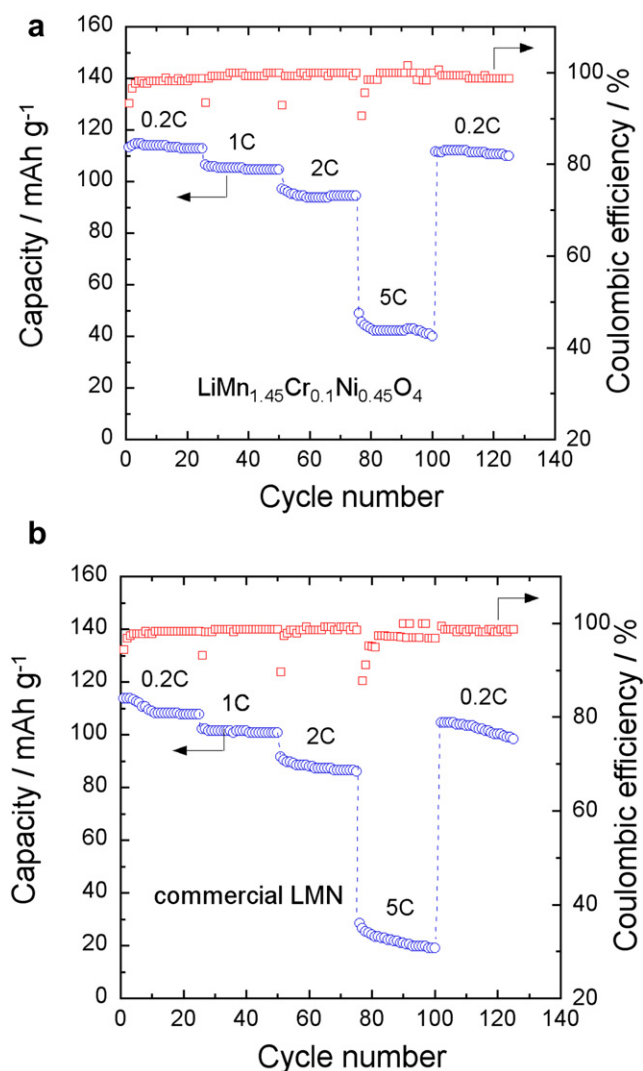 a
160
140
120
100
80
60
40
20
0
Capacity / mAh g⁻¹
0.2C
1C
2C
5C
0.2C
LiMn₁.₄₅Cr₀.₁Ni₀.₄₅O₄
100
80
60
40
20
Coulombic efficiency / %
0 20 40 60 80 100 120 140
Cycle number
b
160
140
120
100
80
60
40
20
0
Capacity / mAh g⁻¹
0.2C
1C
2C
5C
0.2C
commercial LMN
100
80
60
40
20
Coulombic efficiency / %
0 20 40 60 80 100 120 140
Cycle number